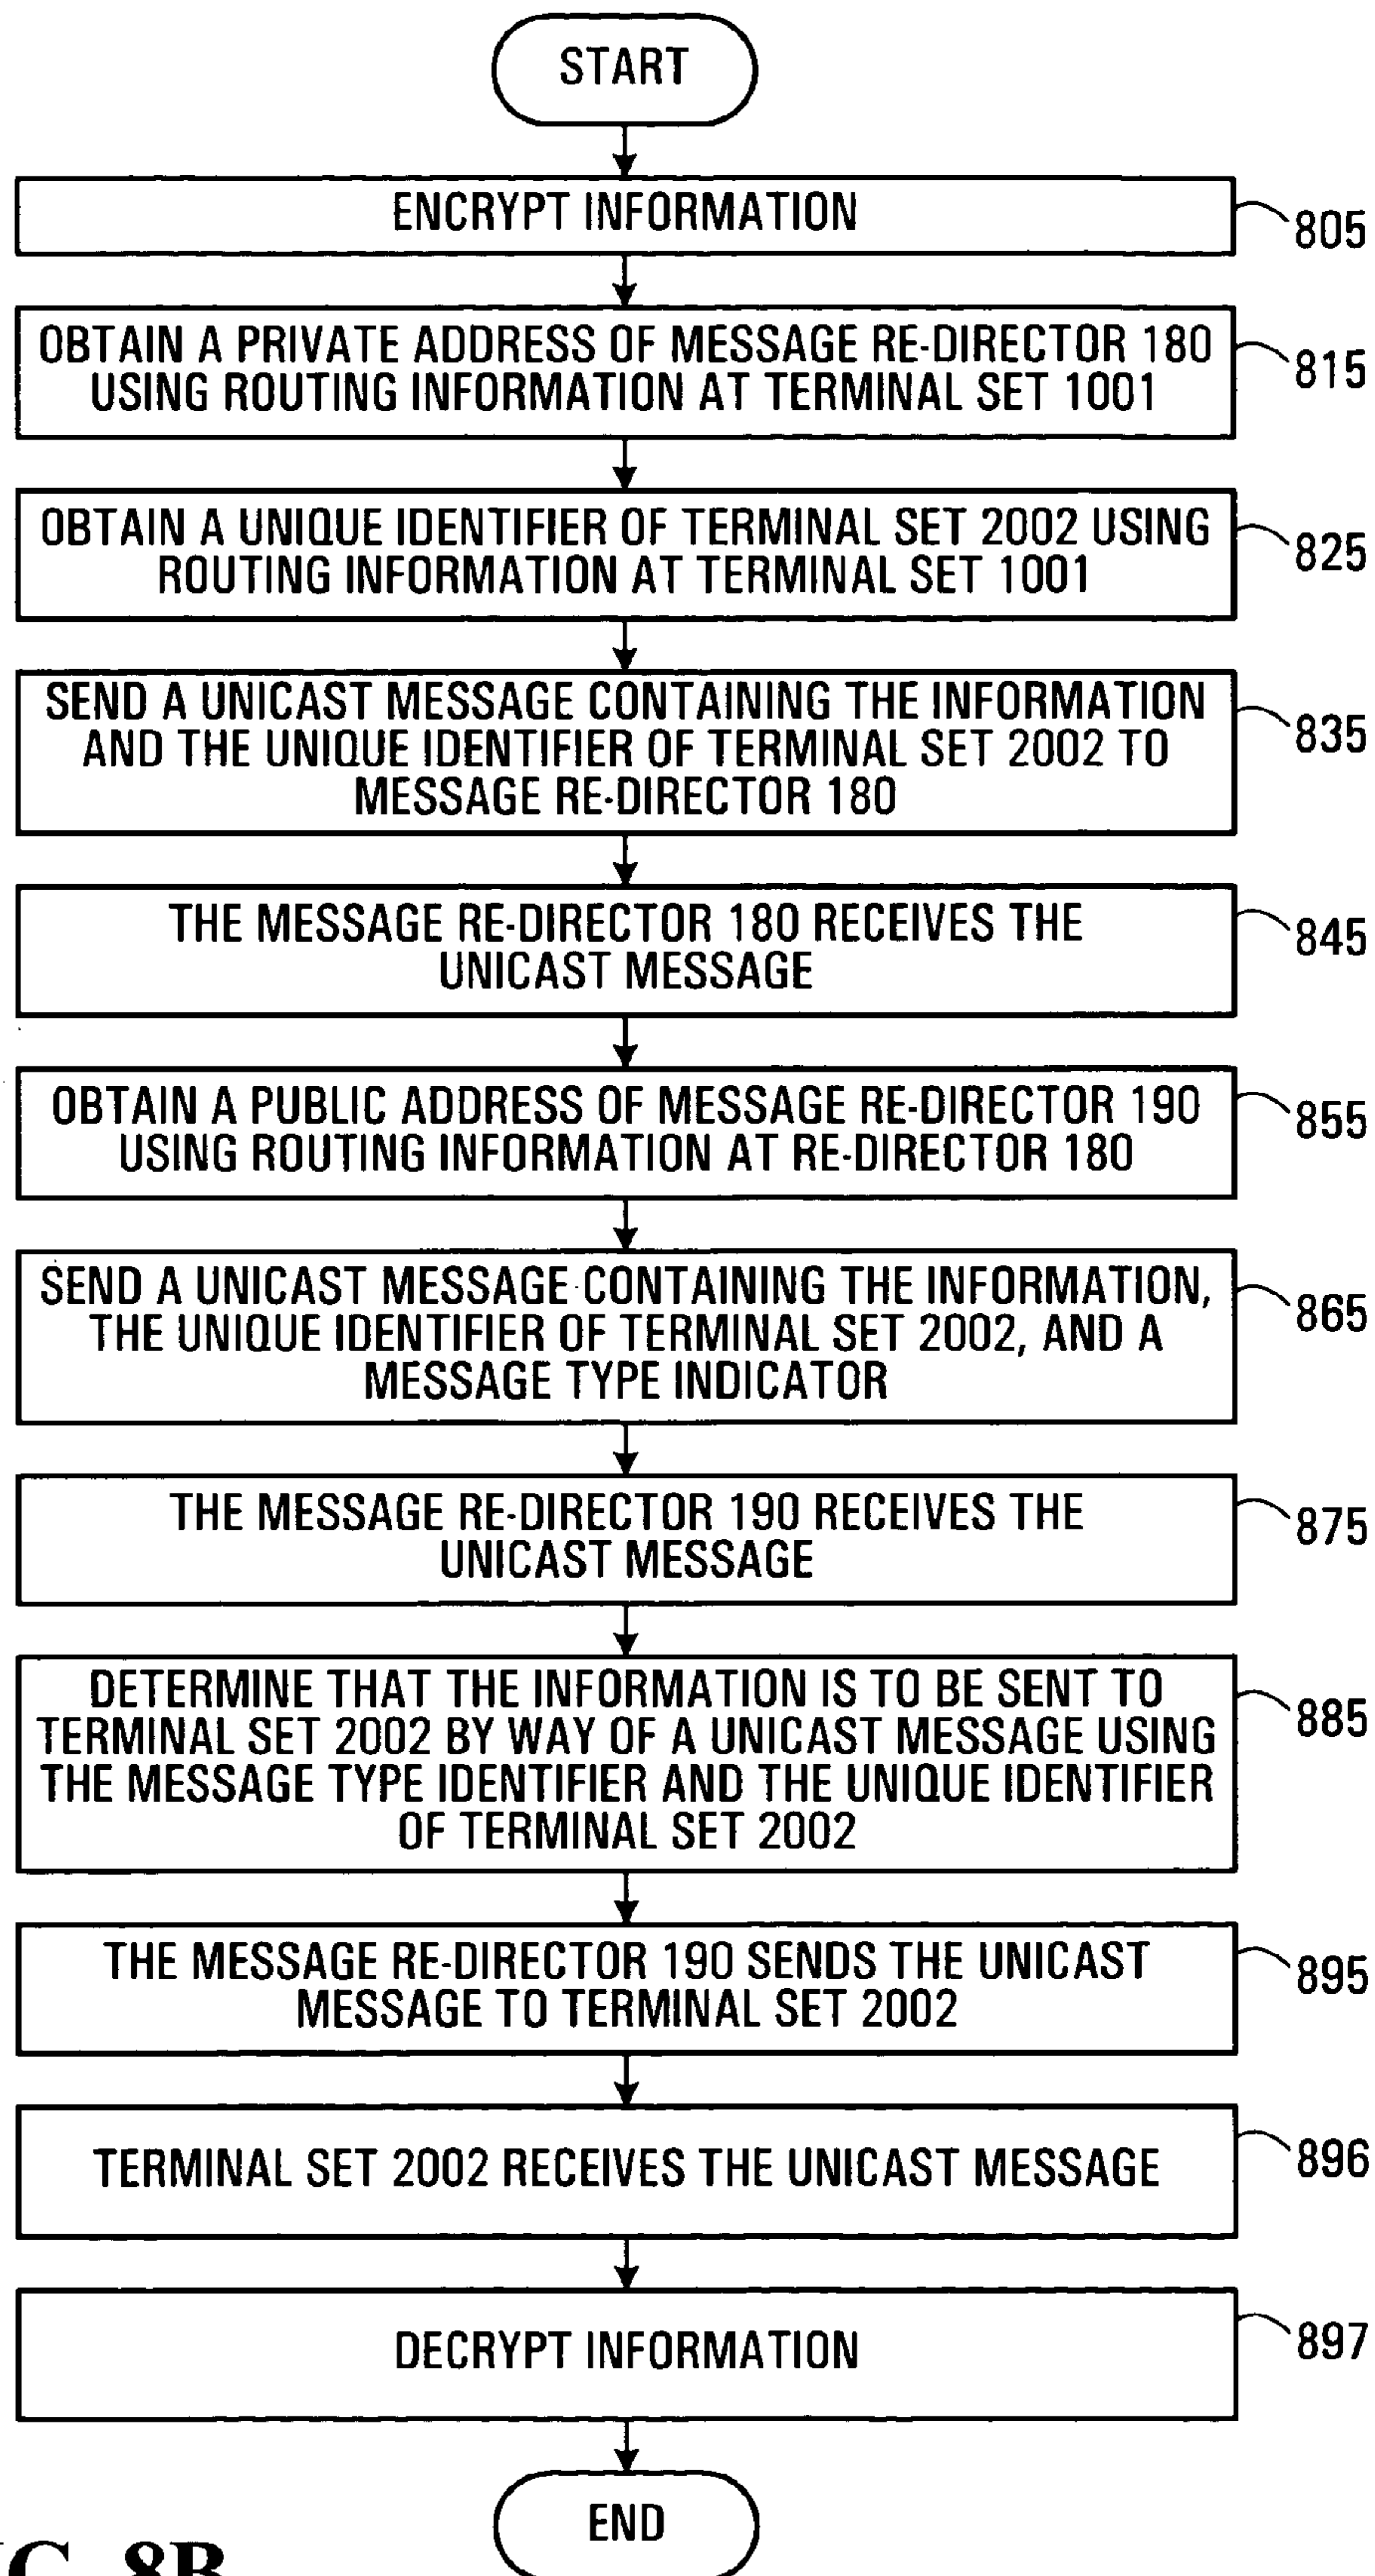 START
ENCRYPT INFORMATION
805
OBTAIN A PRIVATE ADDRESS OF MESSAGE RE-DIRECTOR 180
USING ROUTING INFORMATION AT TERMINAL SET 1001
815
OBTAIN A UNIQUE IDENTIFIER OF TERMINAL SET 2002 USING
ROUTING INFORMATION AT TERMINAL SET 1001
825
SEND A UNICAST MESSAGE CONTAINING THE INFORMATION
AND THE UNIQUE IDENTIFIER OF TERMINAL SET 2002 TO
MESSAGE RE-DIRECTOR 180
835
THE MESSAGE RE-DIRECTOR 180 RECEIVES THE
UNICAST MESSAGE
845
OBTAIN A PUBLIC ADDRESS OF MESSAGE RE-DIRECTOR 190
USING ROUTING INFORMATION AT RE-DIRECTOR 180
855
SEND A UNICAST MESSAGE CONTAINING THE INFORMATION,
THE UNIQUE IDENTIFIER OF TERMINAL SET 2002, AND A
MESSAGE TYPE INDICATOR
865
THE MESSAGE RE-DIRECTOR 190 RECEIVES THE
UNICAST MESSAGE
875
DETERMINE THAT THE INFORMATION IS TO BE SENT TO
TERMINAL SET 2002 BY WAY OF A UNICAST MESSAGE USING
THE MESSAGE TYPE IDENTIFIER AND THE UNIQUE IDENTIFIER
OF TERMINAL SET 2002
885
THE MESSAGE RE-DIRECTOR 190 SENDS THE UNICAST
MESSAGE TO TERMINAL SET 2002
895
TERMINAL SET 2002 RECEIVES THE UNICAST MESSAGE
896
DECRYPT INFORMATION
897
END
8B